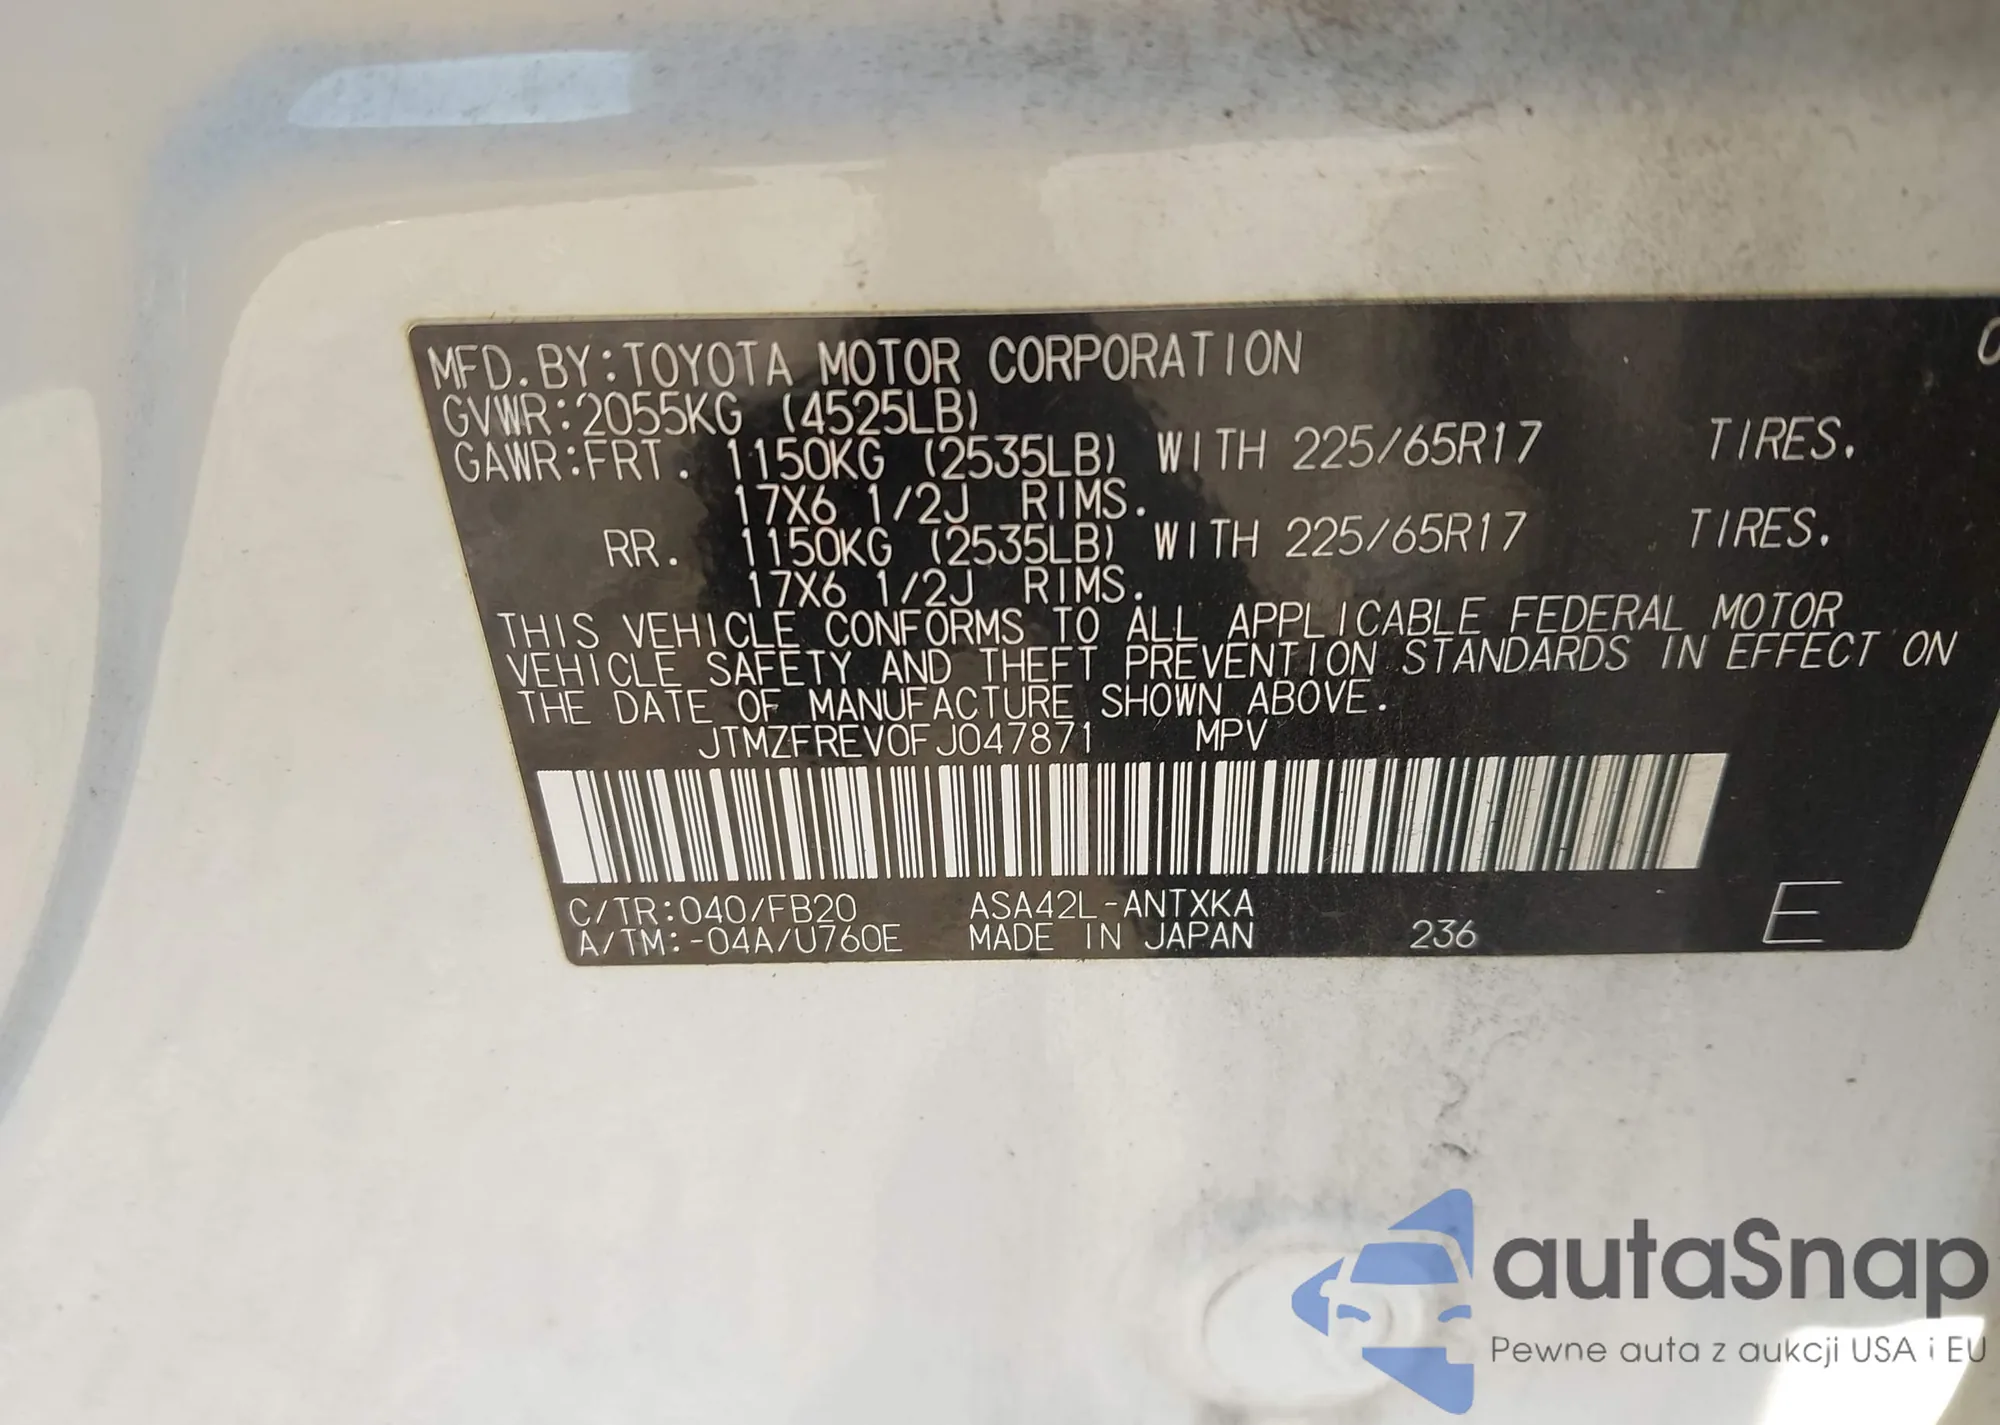 MFD.BY:TOYOTA MOTOR CORPORATION 0
GVWR:2055KG (4525LB)
GAWR:FRT. 1150KG (2535LB) WITH 225/65R17 TIRES.
17X6 1/2J RIMS.
RR. 1150KG (2535LB) WITH 225/65R17 TIRES.
17X6 1/2J RIMS.
THIS VEHICLE CONFORMS TO ALL APPLICABLE FEDERAL MOTOR
VEHICLE SAFETY AND THEFT PREVENTION STANDARDS IN EFFECT ON
THE DATE OF MANUFACTURE SHOWN ABOVE.
JTMZFREV0FJ047871 MPV
C/TR:040/FB20 ASA42L-ANTXKA
A/TM:-04A/U760E MADE IN JAPAN 236 E
autaSnap
Pewne auta z aukcji USA i EU